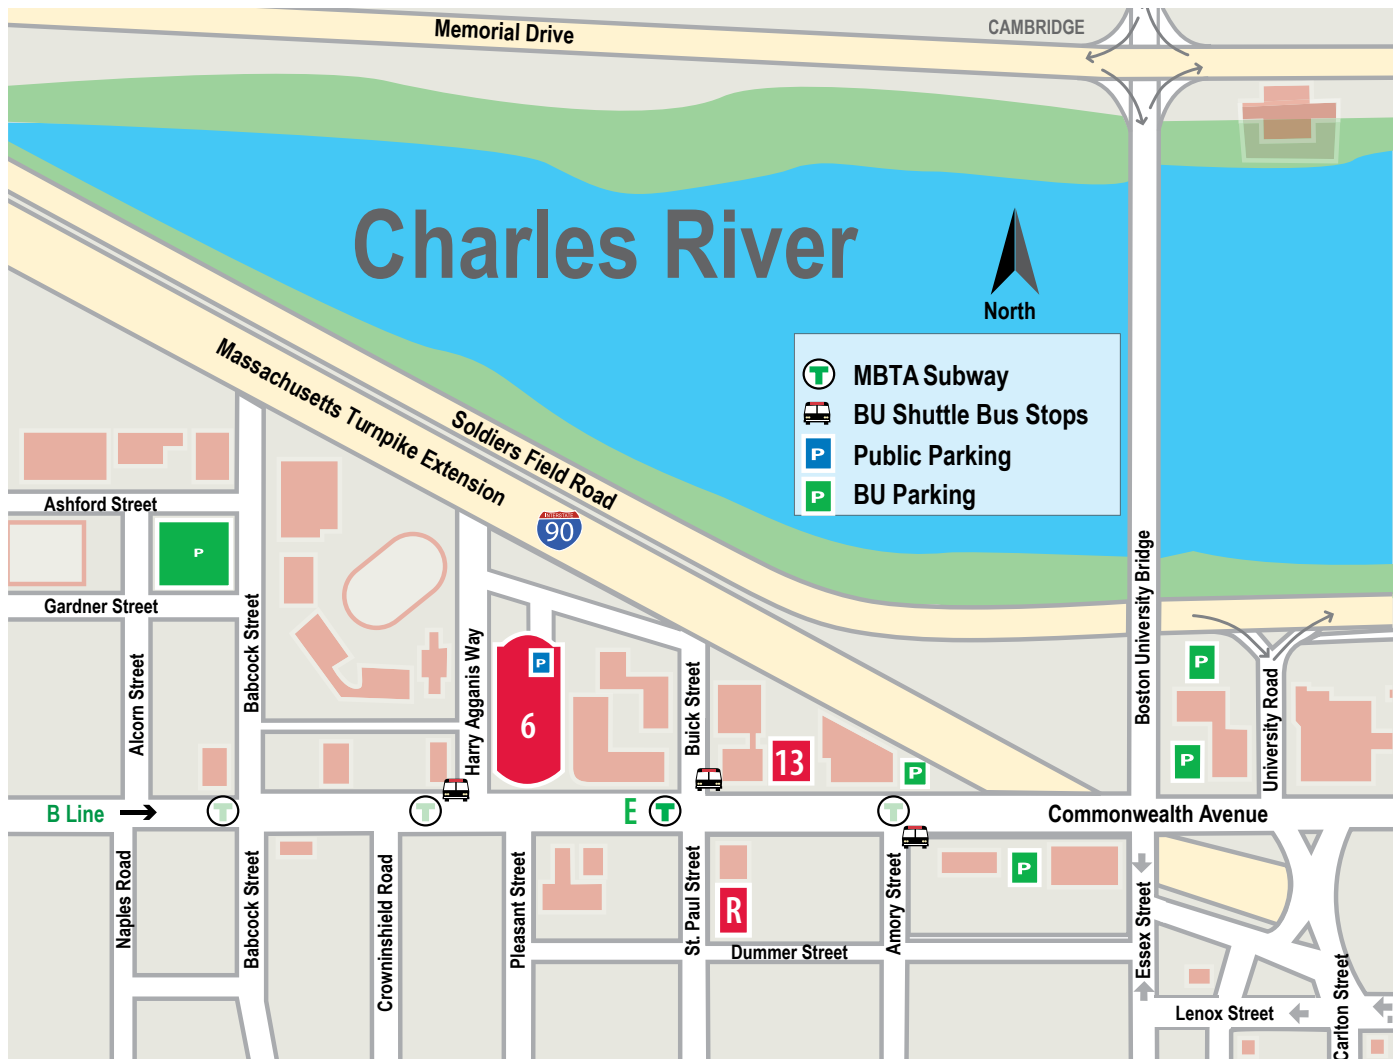 Memorial Drive
CAMBRIDGE
Charles River
North
MBTA Subway
BU Shuttle Bus Stops
P Public Parking
P BU Parking
Massachusetts Turnpike Extension
Soldiers Field Road
INTERSTATE
90
Ashford Street
P
Gardner Street
Alcorn Street
Babcock Street
Harry Agganis Way
P
6
Buick Street
13
P
Boston University Bridge
P
P
University Road
B Line
T
T
E
T
T
Commonwealth Avenue
Naples Road
Babcock Street
Crowninshield Road
Pleasant Street
St. Paul Street
R
Dummer Street
Amory Street
P
Essex Street
Lenox Street
Carlton Street